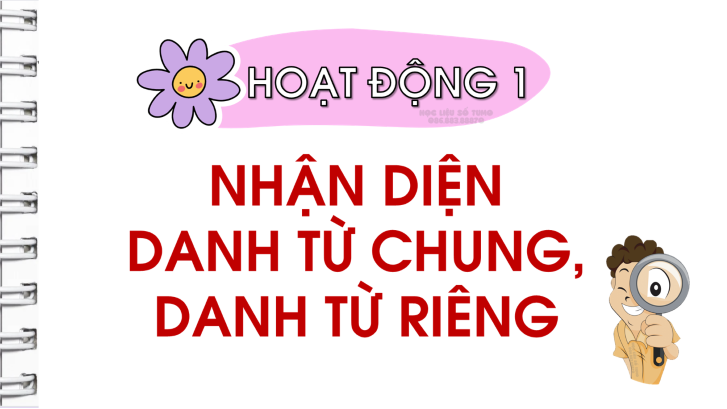 HOẠT ĐỘNG 1
NHẬN DIỆN
DANH TỪ CHUNG,
DANH TỪ RIÊNG